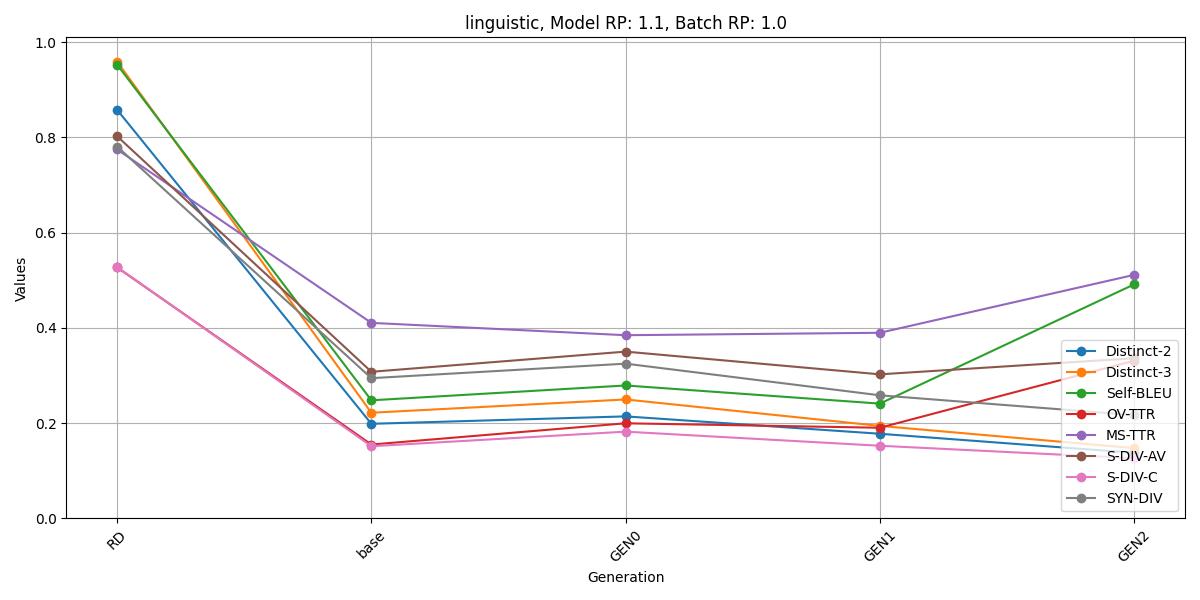 linguistic, Model RP: 1.1, Batch RP: 1.0
1.0
0.8
0.6
0.4
0.2
0.0
Values
RD
base
GEN0
GEN1
GEN2
Generation
Distinct-2
Distinct-3
Self-BLEU
OV-TTR
MS-TTR
S-DIV-AV
S-DIV-C
SYN-DIV